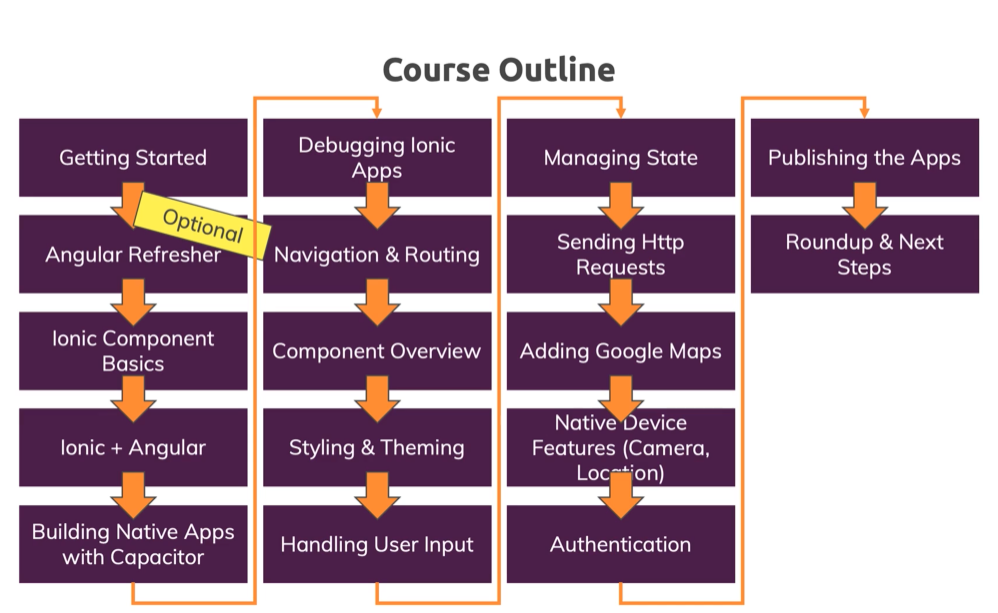 Course Outline
Getting Started
Optional
Angular Refresher
Ionic Component
Basics
Ionic + Angular
Building Native Apps
with Capacitor
Debugging Ionic
Apps
Navigation & Routing
Component Overview
Styling & Theming
Handling User Input
Managing State
Sending Http
Requests
Adding Google Maps
Native Device
Features (Camera,
Location)
Authentication
Publishing the Apps
Roundup & Next
Steps